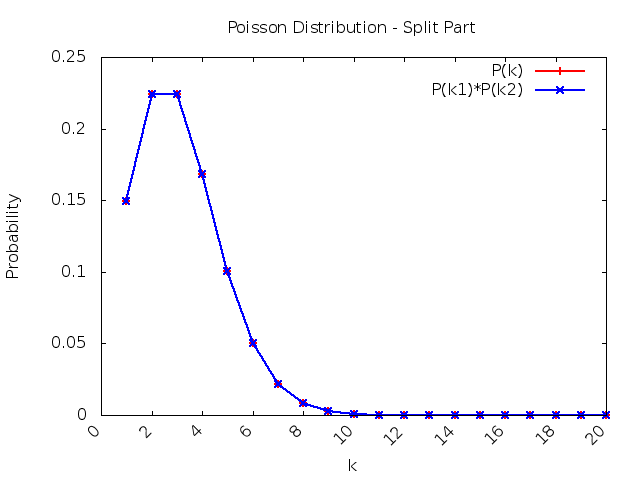 Poisson Distribution - Split Part
P(k)
P(k1)*P(k2)
0.25
0.2
0.15
0.1
0.05
0
Probability
0 2 4 6 8 10 12 14 16 18 20
k